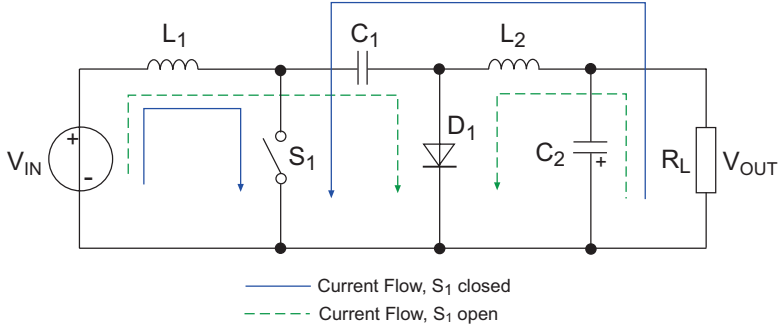 L1
C1
L2
VIN
+
-
S1
D1
C2
+
RL
VOUT
Current Flow, S1 closed
Current Flow, S1 open